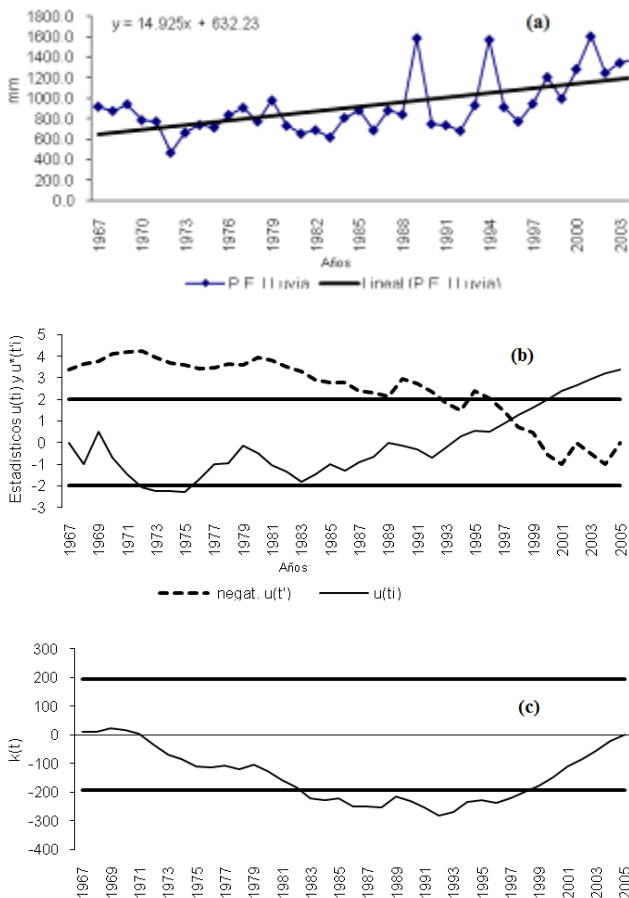 (a)
y = 14.925x + 632.23
1800.0
1600.0
1400.0
1200.0
1000.0
800.0
600.0
400.0
200.0
0.0
mm
1967 1970 1973 1976 1979 1982 1985 1988 1991 1994 1997 2000 2003
Años
P.E. Lluvia Lineal (P.E. Lluvia)
(b)
5
4
3
2
1
0
-1
-2
-3
Estadísticos u(ti) y u*(t'i)
1967 1969 1971 1973 1975 1977 1979 1981 1983 1985 1987 1989 1991 1993 1995 1997 1999 2001 2003 2005
Años
negat. u(t') u(ti)
(c)
300
200
100
0
-100
-200
-300
-400
k(t)
1967 1969 1971 1973 1975 1977 1979 1981 1983 1985 1987 1989 1991 1993 1995 1997 1999 2001 2003 2005